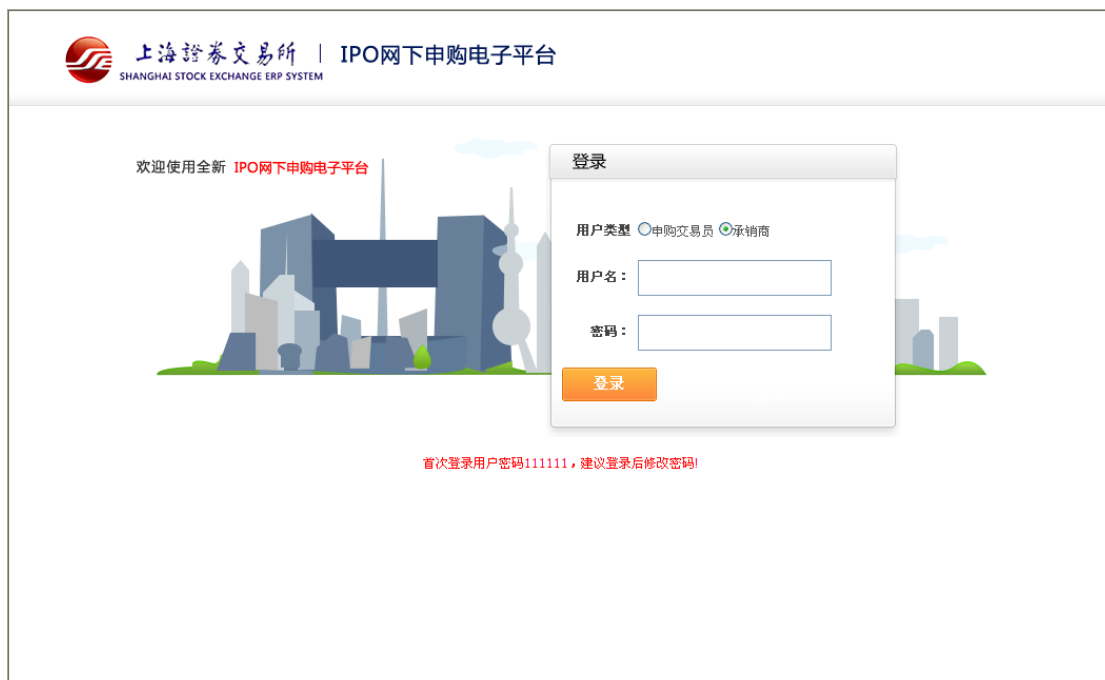 上海證券交易所 | IPO网下申购电子平台
SHANGHAI STOCK EXCHANGE ERP SYSTEM
欢迎使用全新 IPO网下申购电子平台
登录
用户类型 申购交易员 承销商
用户名：
密码：
登录
首次登录用户密码111111，建议登录后修改密码!